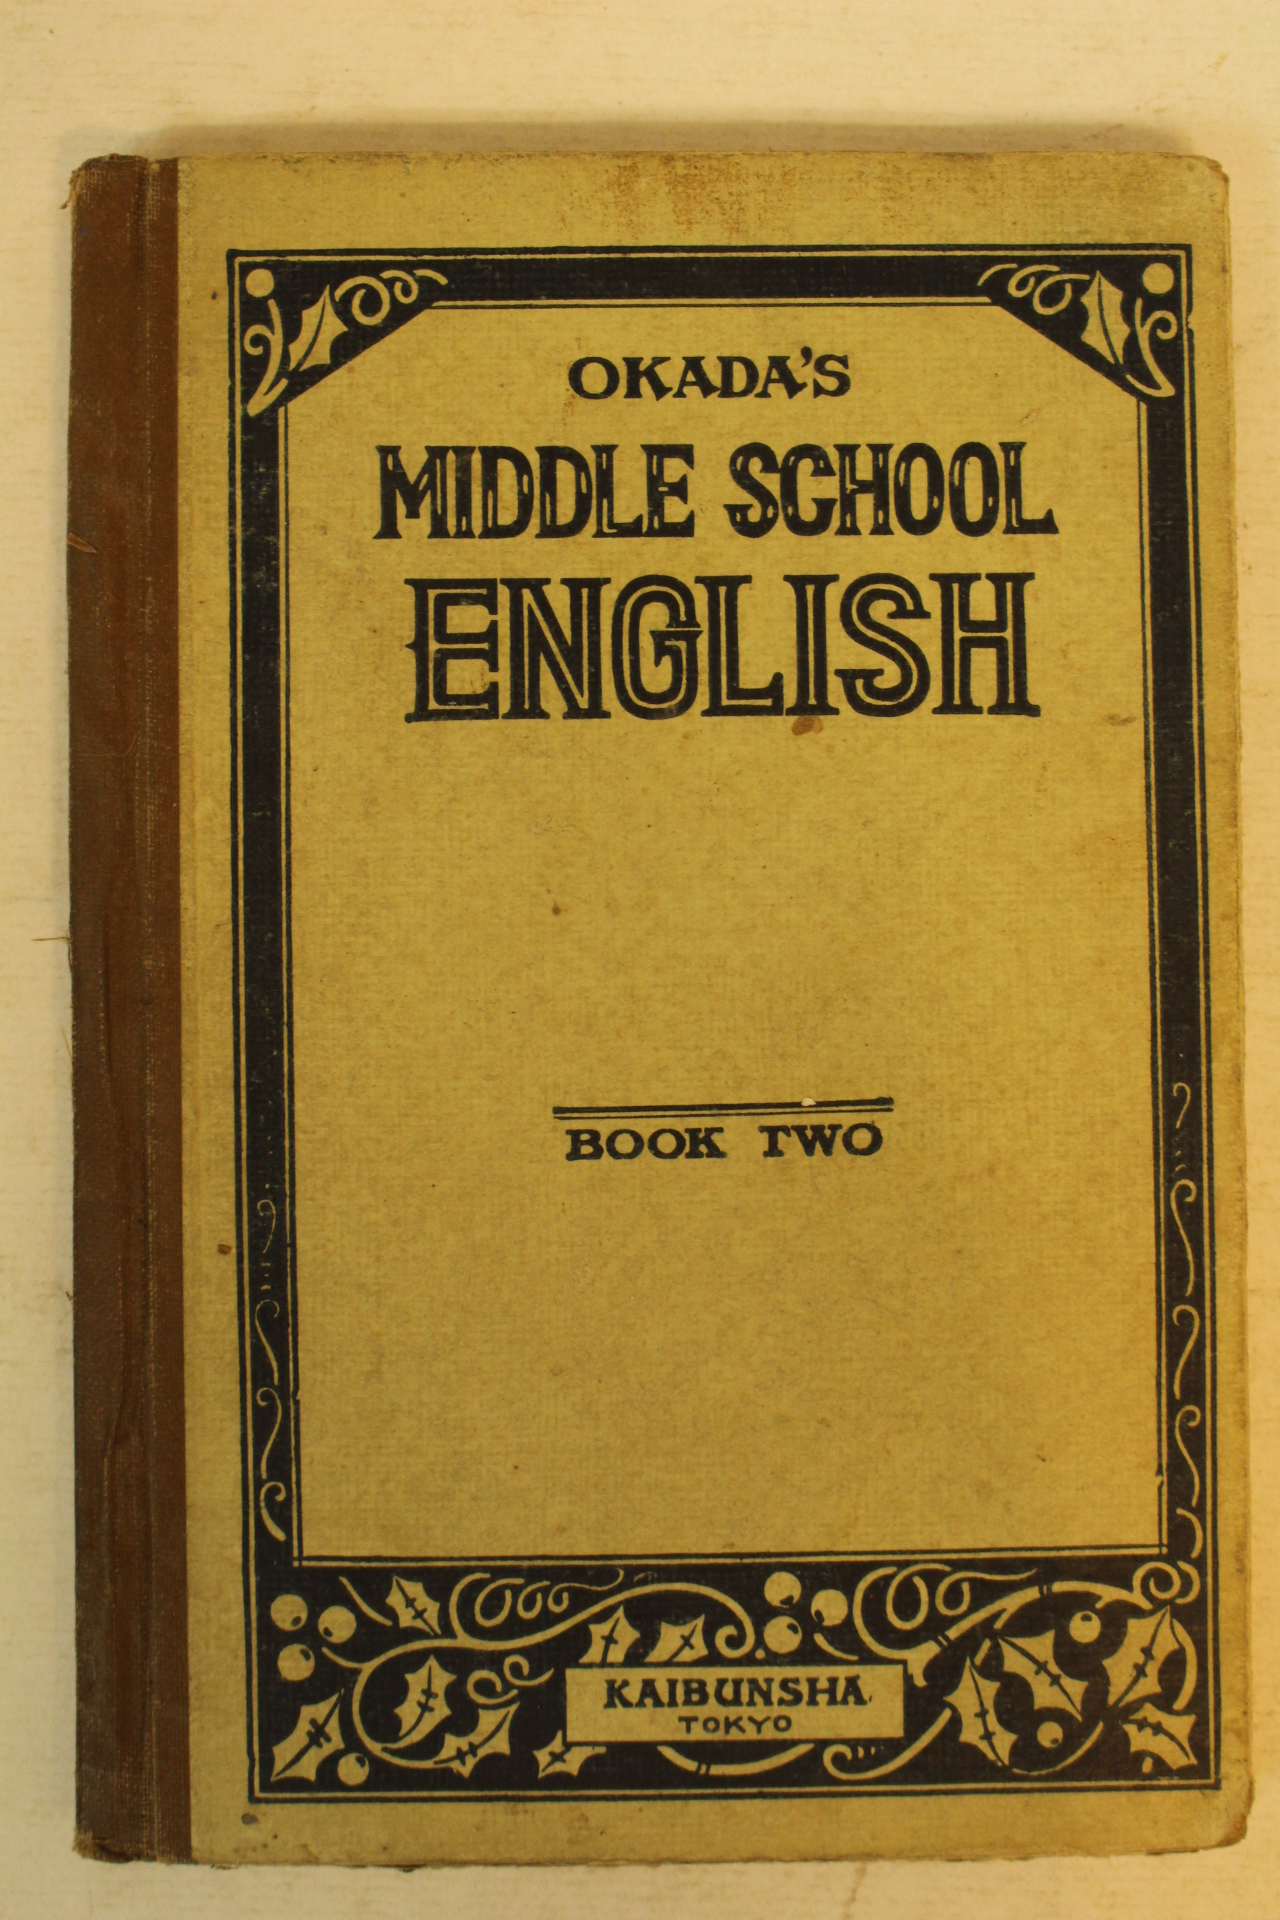 OKADA'S
MIDDLE SCHOOL
ENGLISH
BOOK TWO
KAIBUNSHA
TOKYO